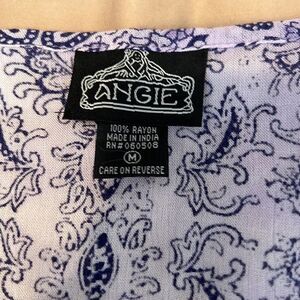 ANGIE
100% RAYON
MADE IN INDIA
RN# 060508
M
CARE ON REVERSE